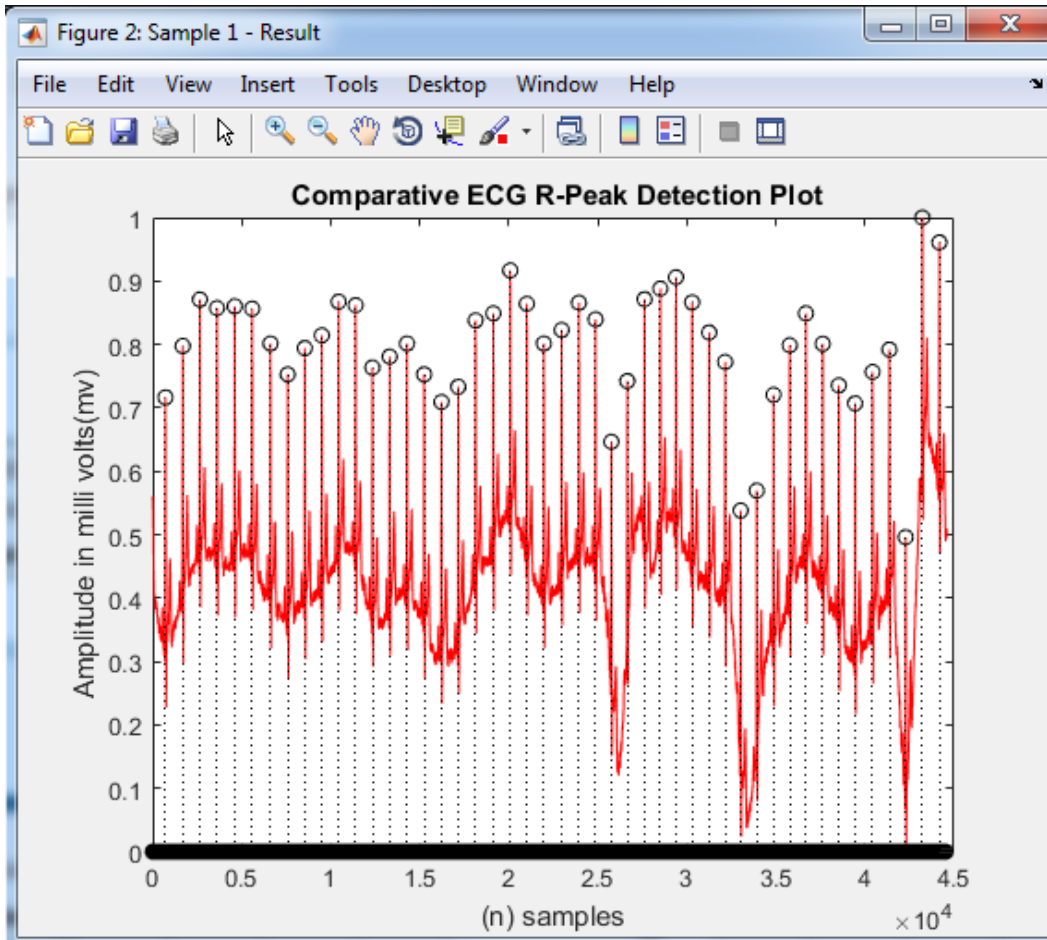 Figure 2: Sample 1 - Result
File Edit View Insert Tools Desktop Window Help
Comparative ECG R-Peak Detection Plot
1
0.9
0.8
0.7
0.6
0.5
0.4
0.3
0.2
0.1
0
Amplitude in milli volts(mv)
0 0.5 1 1.5 2 2.5 3 3.5 4 4.5
(n) samples
×10^4